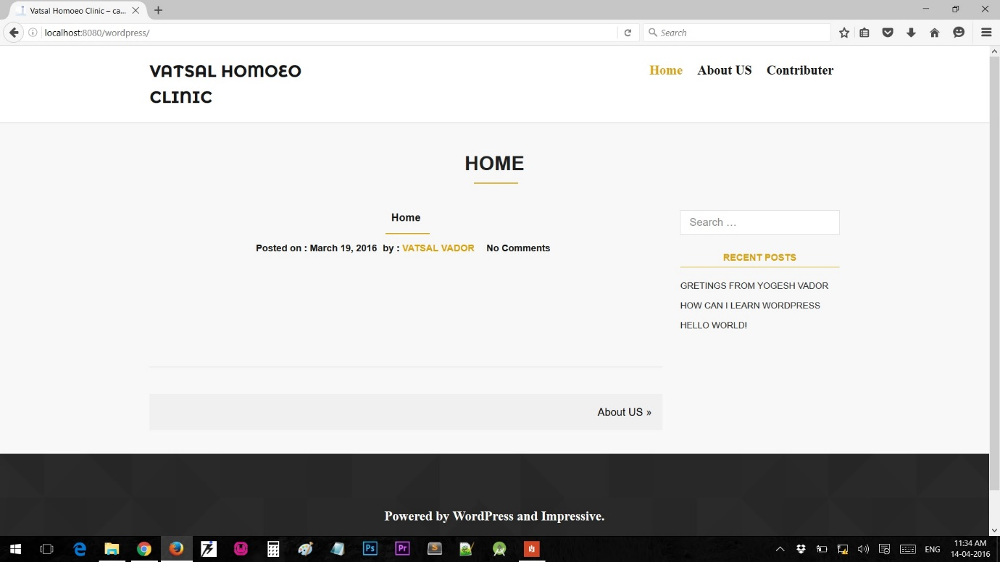 Vatsal Homoeo Clinic – ca...
localhost:8080/wordpress/
Search
VATSAL HOMOEO
CLINIC
Home About US Contributer
HOME
Home
Posted on : March 19, 2016 by : VATSAL VADOR No Comments
Search …
RECENT POSTS
GRETINGS FROM YOGESH VADOR
HOW CAN I LEARN WORDPRESS
HELLO WORLD!
About US »
Powered by WordPress and Impressive.
Ps
Pr
S
ENG
11:34 AM
14-04-2016